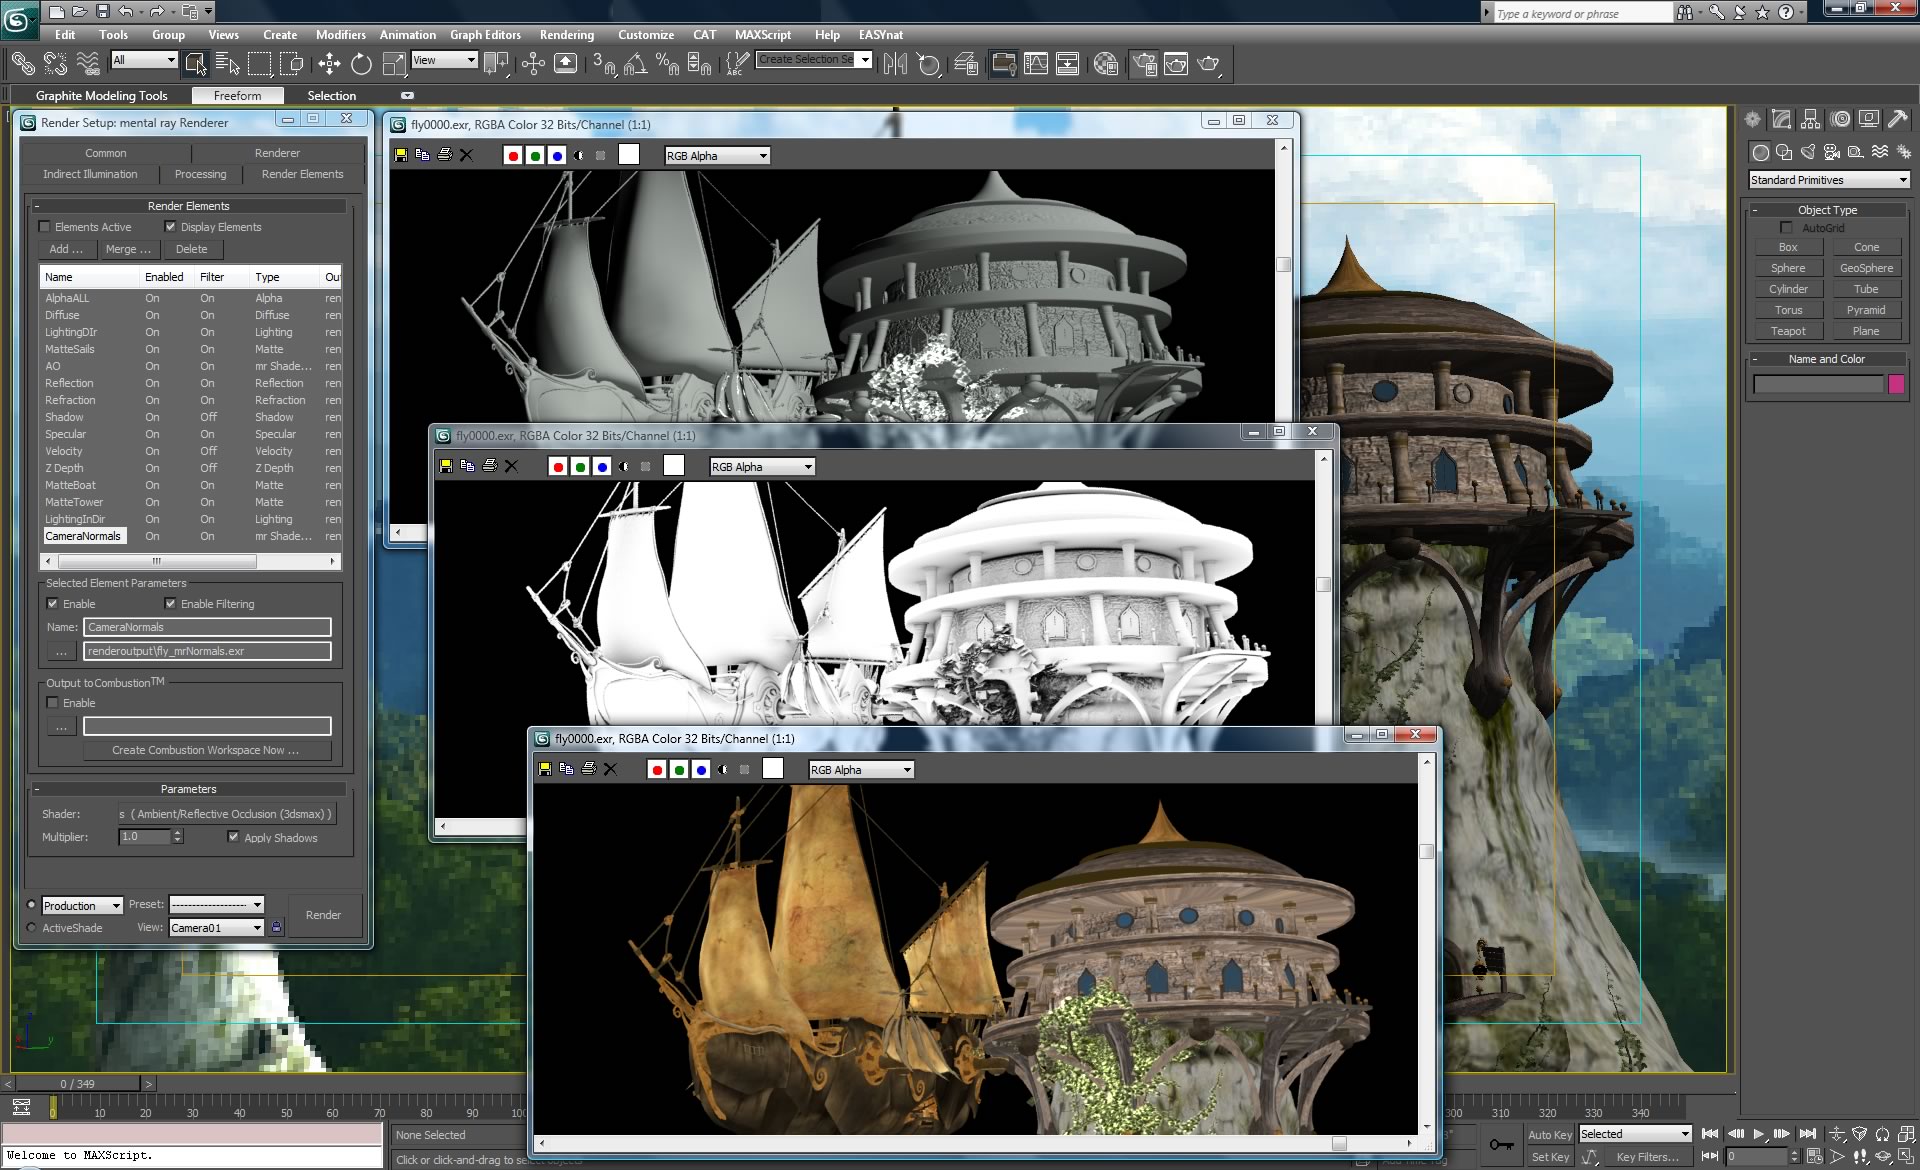 Type a keyword or phrase
Edit Tools Group Views Create Modifiers Animation Graph Editors Rendering Customize CAT MAXScript Help EASYnat
All View Create Selection Se
3 % ABC
Graphite Modeling Tools Freeform Selection
Render Setup: mental ray Renderer
Common Renderer
Indirect Illumination Processing Render Elements
- Render Elements
Elements Active Display Elements
Add ... Merge ... Delete
Name Enabled Filter Type Ou
AlphaALL On On Alpha ren
Diffuse On On Diffuse ren
LightingDIr On On Lighting ren
MatteSails On On Matte ren
AO On On mr Shade... ren
Reflection On On Reflection ren
Refraction On On Refraction ren
Shadow On Off Shadow ren
Specular On On Specular ren
Velocity On Off Velocity ren
Z Depth On Off Z Depth ren
MatteBoat On On Matte ren
MatteTower On On Matte ren
LightingInDir On On Lighting ren
CameraNormals On On mr Shade... ren
Selected Element Parameters
Enable Enable Filtering
Name: CameraNormals
... renderoutput\fly_mrNormals.exr
Output to Combustion™
Enable
...
Create Combustion Workspace Now ...
- Parameters
Shader: s ( Ambient/Reflective Occlusion (3dsmax) )
Multiplier: 1.0 Apply Shadows
Production Preset: --------------------
ActiveShade View: Camera01
Render
fly0000.exr, RGBA Color 32 Bits/Channel (1:1)
RGB Alpha
fly0000.exr, RGBA Color 32 Bits/Channel (1:1)
RGB Alpha
fly0000.exr, RGBA Color 32 Bits/Channel (1:1)
RGB Alpha
Standard Primitives
- Object Type
AutoGrid
Box Cone
Sphere GeoSphere
Cylinder Tube
Torus Pyramid
Teapot Plane
- Name and Color
z
x y
< 0 / 349 >
0 10 20 30 40 50 60 70 80 90 100 300 310 320 330 340
None Selected
Click or click-and-drag to select objects
Welcome to MAXScript.
Add Time Tag
Auto Key Selected
Set Key Key Filters...
0